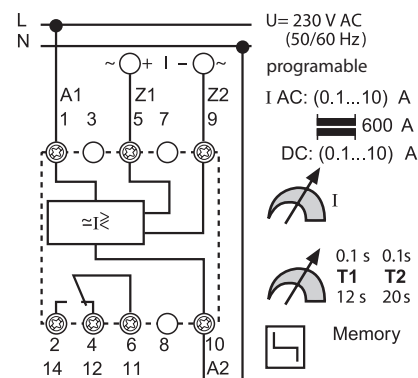 L
N
U= 230 V AC
(50/60 Hz)
programable
I AC: (0.1...10) A
600 A
DC: (0.1...10) A
~ + I - ~
A1 Z1 Z2
1 3 5 7 9
≃I≷
I
0.1 s 0.1s
T1 T2
12 s 20s
Memory
2 4 6 8 10
14 12 11 A2